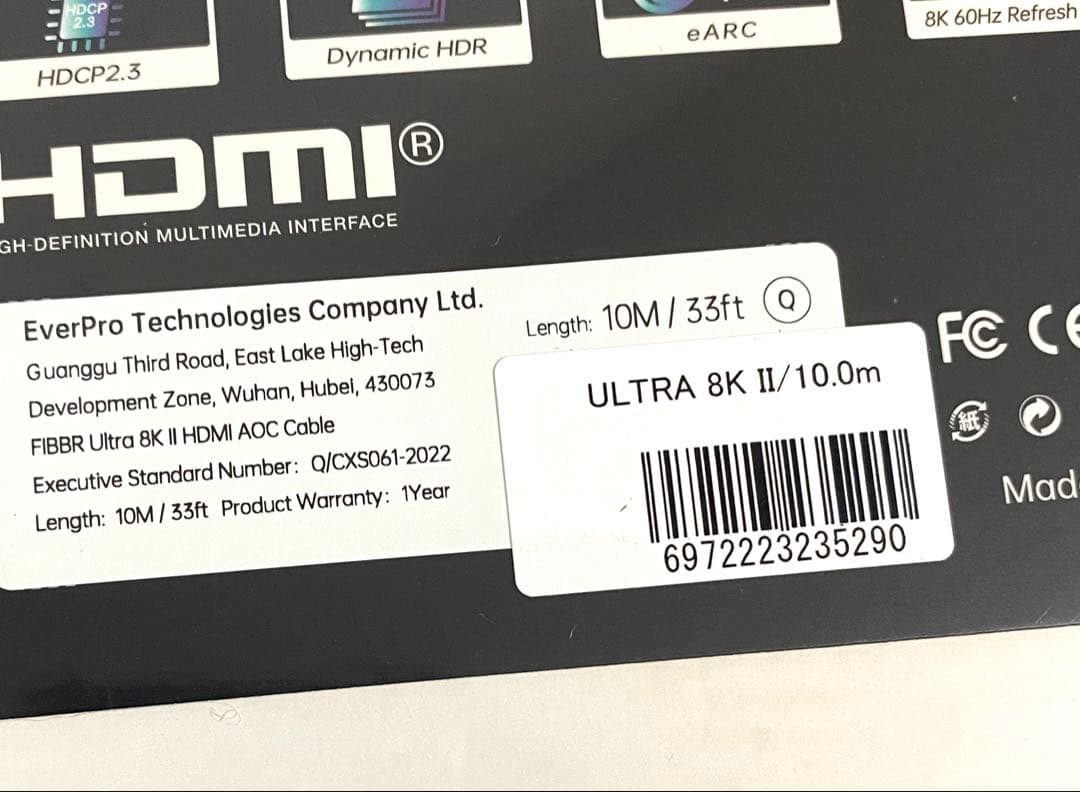 HDCP
2.3
HDCP2.3
Dynamic HDR
eARC
8K 60Hz Refresh
HDMI®
GH-DEFINITION MULTIMEDIA INTERFACE
EverPro Technologies Company Ltd.
Guanggu Third Road, East Lake High-Tech
Development Zone, Wuhan, Hubei, 430073
FIBBR Ultra 8K II HDMI AOC Cable
Executive Standard Number: Q/CXS061-2022
Length: 10M / 33ft Product Warranty: 1Year
Length: 10M / 33ft Q
ULTRA 8K II/10.0m
6972223235290
FC CE
紙
Mad